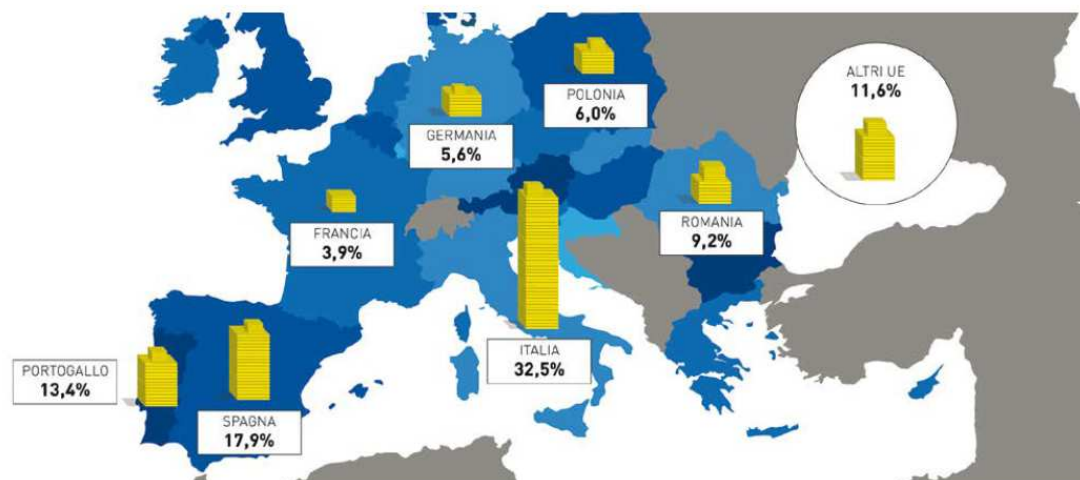 POLONIA
6,0%
ALTRI UE
11,6%
GERMANIA
5,6%
FRANCIA
3,9%
ROMANIA
9,2%
ITALIA
32,5%
PORTOGALLO
13,4%
SPAGNA
17,9%